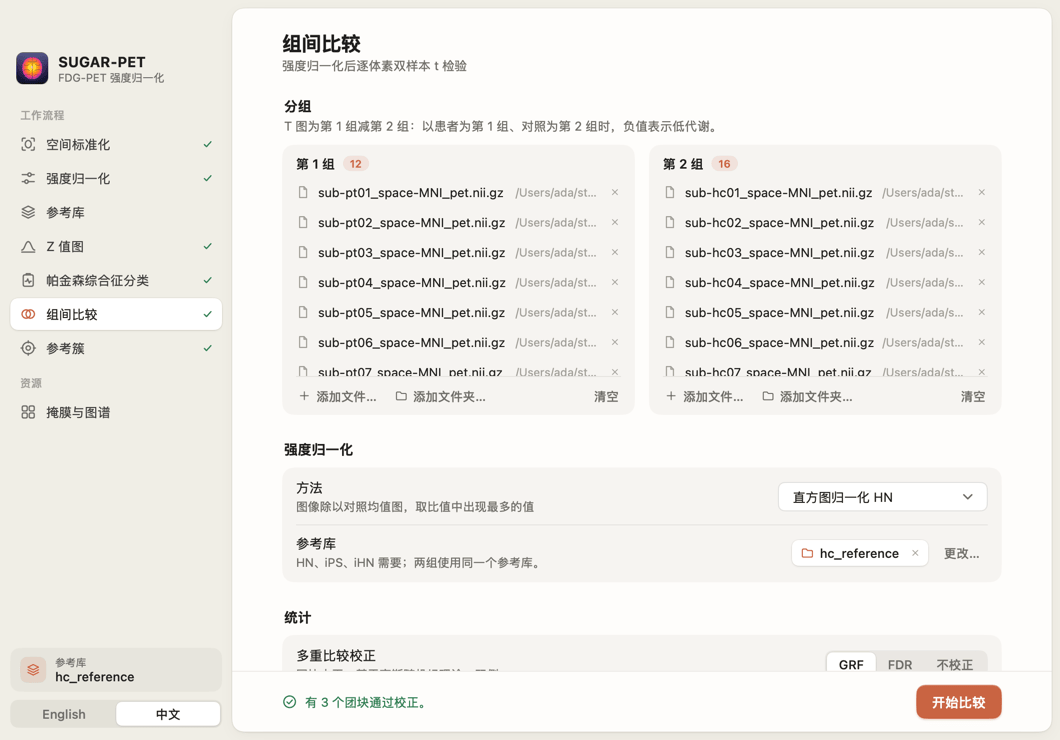 SUGAR-PET
FDG-PET 强度归一化
工作流程
空间标准化
强度归一化
参考库
Z 值图
帕金森综合征分类
组间比较
参考簇
资源
掩膜与图谱
参考库
hc_reference
English 中文
组间比较
强度归一化后逐体素双样本 t 检验
分组
T 图为第 1 组减第 2 组：以患者为第 1 组、对照为第 2 组时，负值表示低代谢。
第 1 组 12
sub-pt01_space-MNI_pet.nii.gz /Users/ada/st...
sub-pt02_space-MNI_pet.nii.gz /Users/ada/st...
sub-pt03_space-MNI_pet.nii.gz /Users/ada/st...
sub-pt04_space-MNI_pet.nii.gz /Users/ada/st...
sub-pt05_space-MNI_pet.nii.gz /Users/ada/st...
sub-pt06_space-MNI_pet.nii.gz /Users/ada/st...
sub-pt07_space-MNI_pet.nii.gz /Users/ada/st...
添加文件... 添加文件夹... 清空
第 2 组 16
sub-hc01_space-MNI_pet.nii.gz /Users/ada/st...
sub-hc02_space-MNI_pet.nii.gz /Users/ada/s...
sub-hc03_space-MNI_pet.nii.gz /Users/ada/s...
sub-hc04_space-MNI_pet.nii.gz /Users/ada/s...
sub-hc05_space-MNI_pet.nii.gz /Users/ada/s...
sub-hc06_space-MNI_pet.nii.gz /Users/ada/s...
sub-hc07_space-MNI_pet.nii.gz /Users/ada/s...
添加文件... 添加文件夹... 清空
强度归一化
方法
图像除以对照均值图，取比值中出现最多的值
直方图归一化 HN
参考库
HN、iPS、iHN 需要；两组使用同一个参考库。
hc_reference 更改...
统计
多重比较校正
GRF FDR 不校正
有 3 个团块通过校正。
开始比较